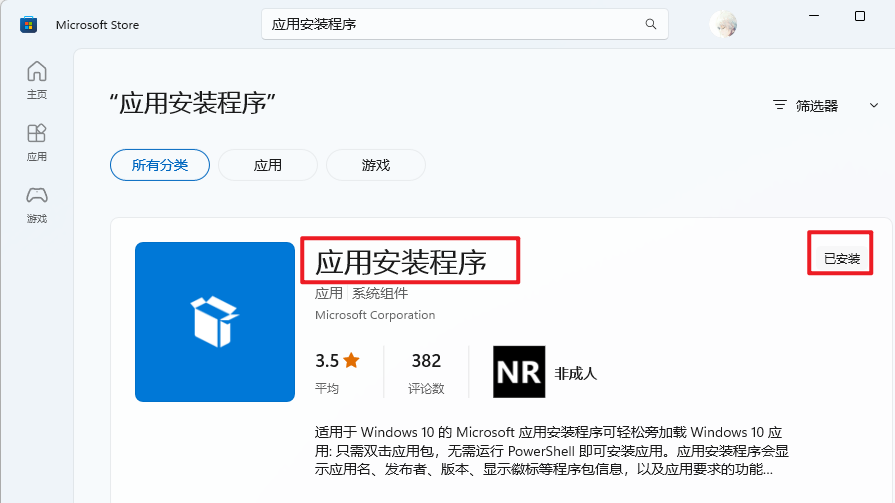 Microsoft Store
应用安装程序
主页
应用
游戏
“应用安装程序”
筛选器
所有分类
应用
游戏
应用安装程序
已安装
应用 系统组件
Microsoft Corporation
3.5
平均
382
评论数
NR
非成人
适用于 Windows 10 的 Microsoft 应用安装程序可轻松旁加载 Windows 10 应
用: 只需双击应用包，无需运行 PowerShell 即可安装应用。应用安装程序会显
示应用名、发布者、版本、显示徽标等程序包信息，以及应用要求的功能...